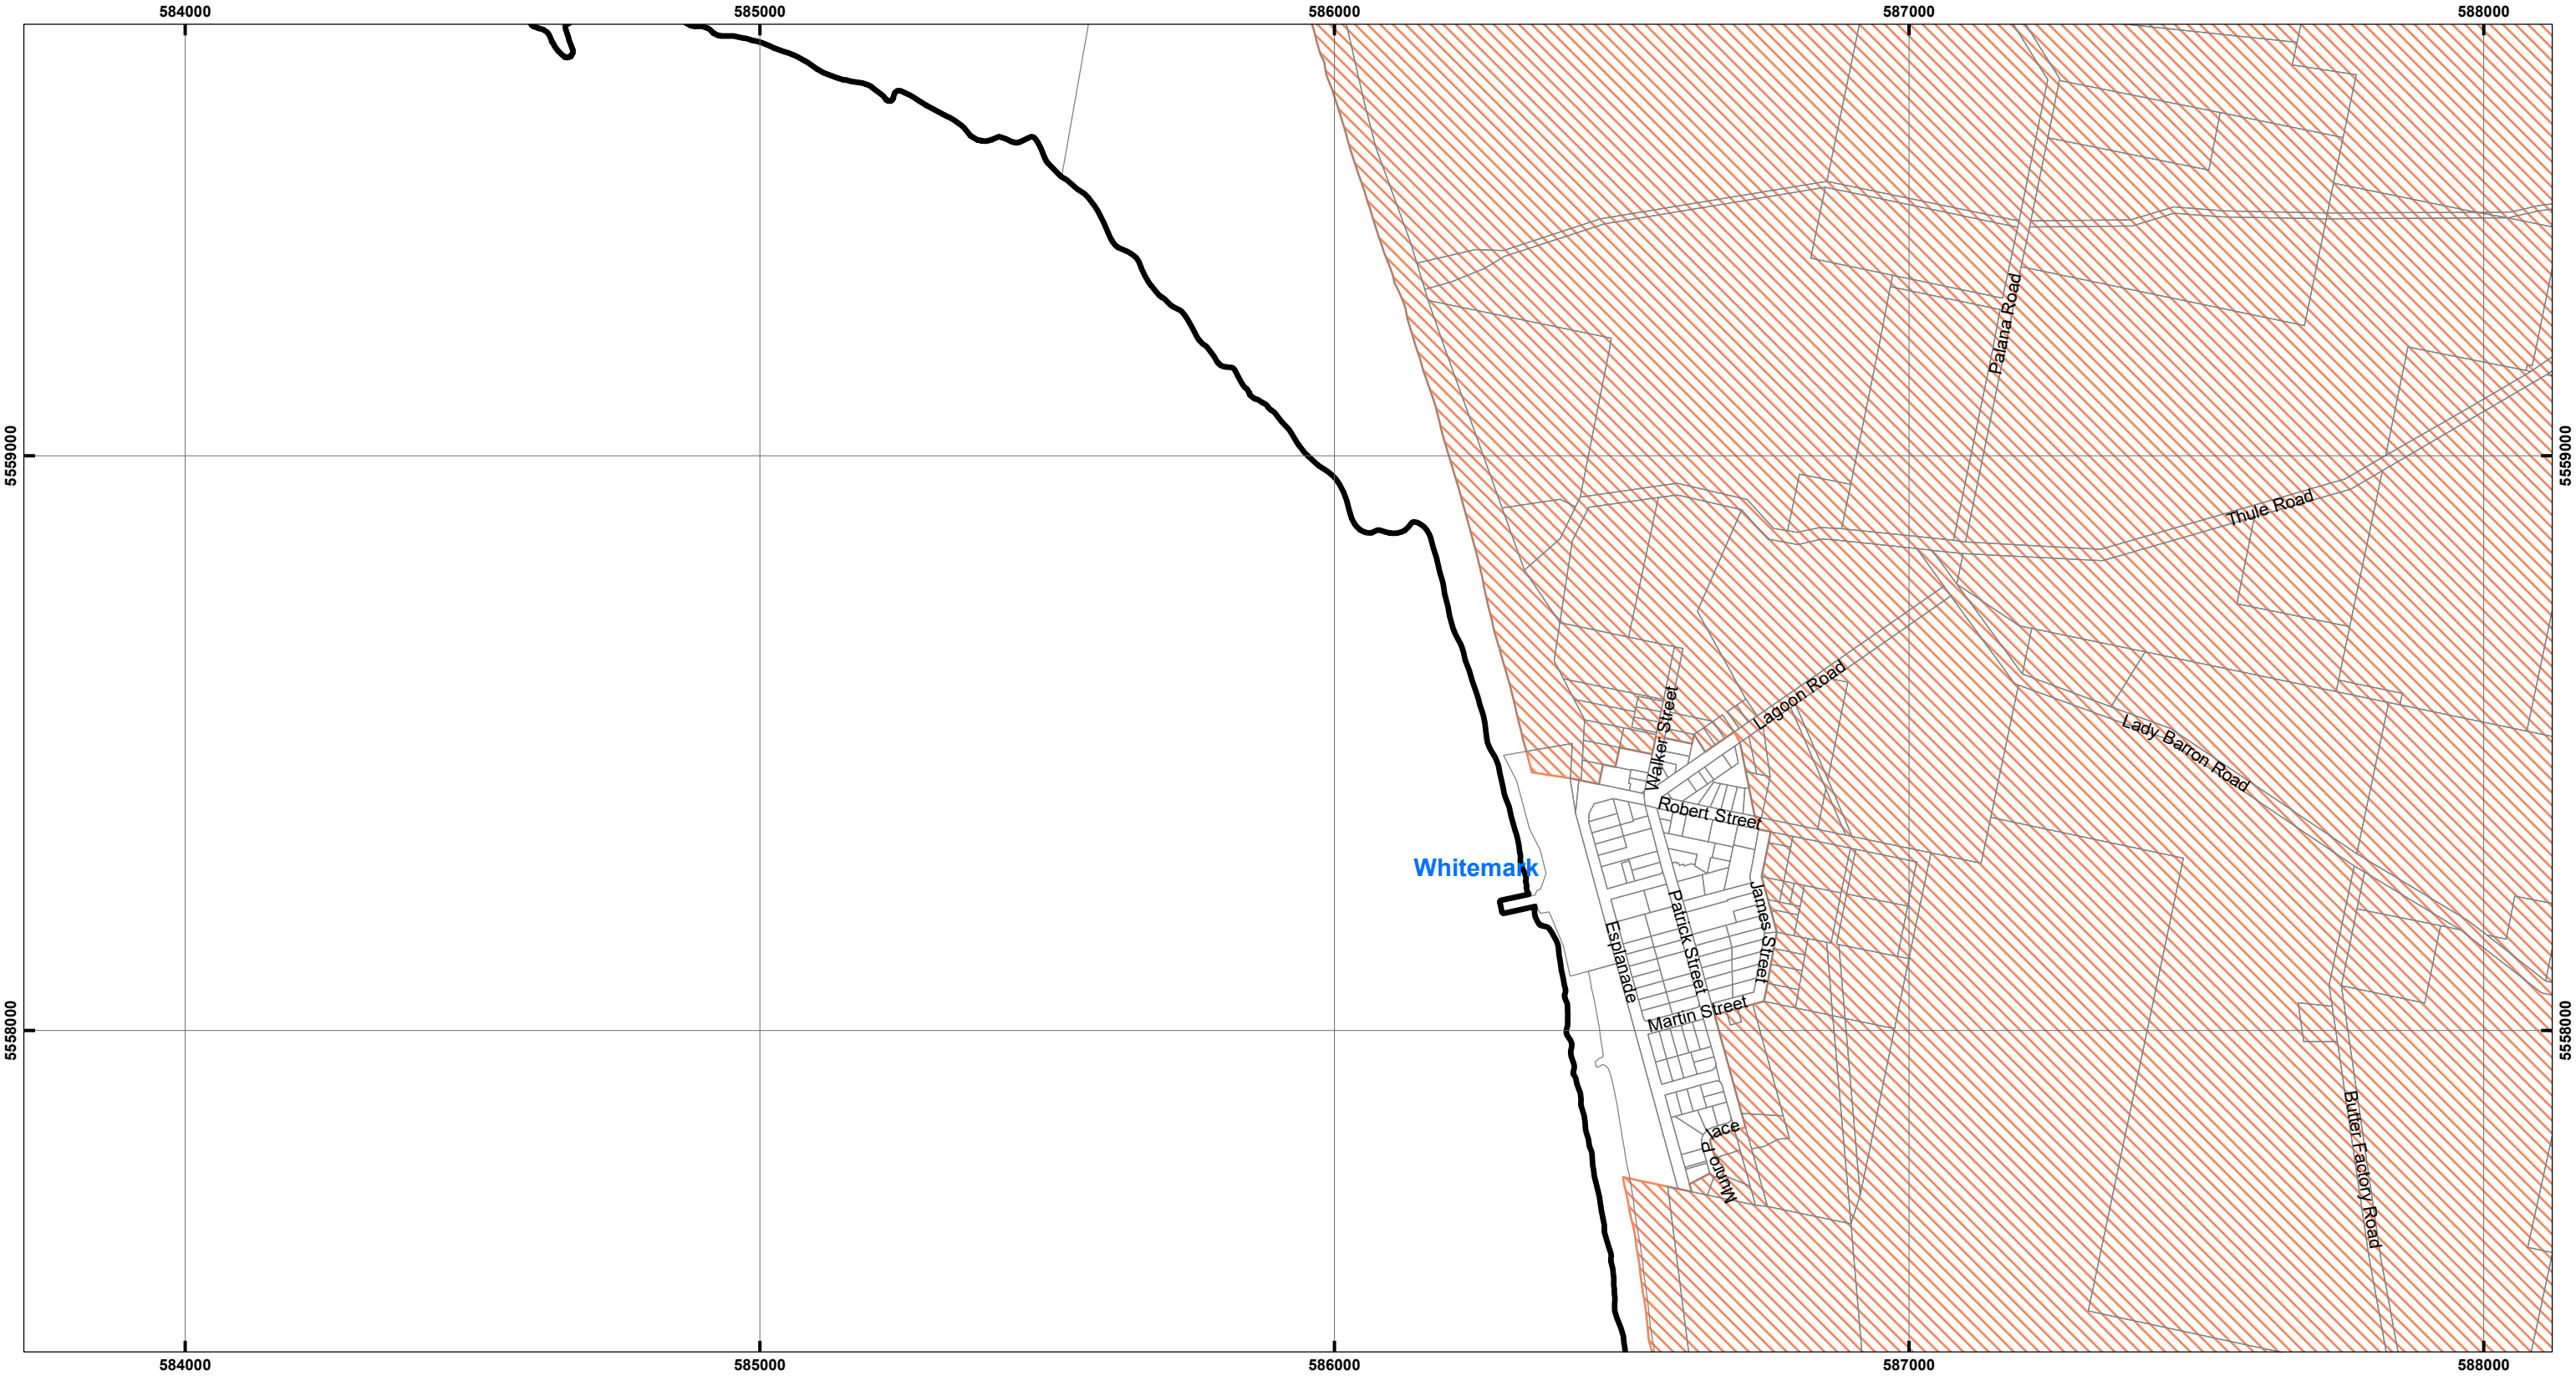 584000
585000
586000
587000
588000
5559000
5559000
Palana Road
Thule Road
Lagoon Road
Walker Street
Lady Barron Road
Robert Street
Whitemark
James Street
Patrick Street
Esplanade
Martin Street
5558000
5558000
Munro Place
Butter Factory Road
584000
585000
586000
587000
588000